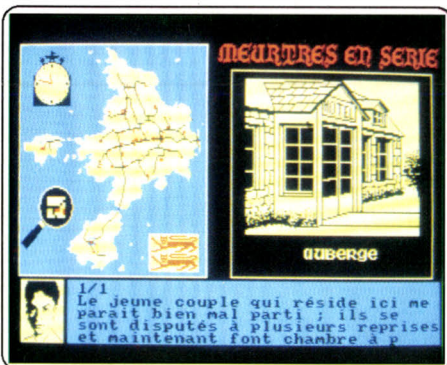 MEURTRES EN SERIE
HOTEL
AUBERGE
1/1
Le jeune couple qui réside ici me
parait bien mal parti ; ils se
sont disputés à plusieurs reprises
et maintenant font chambre à p